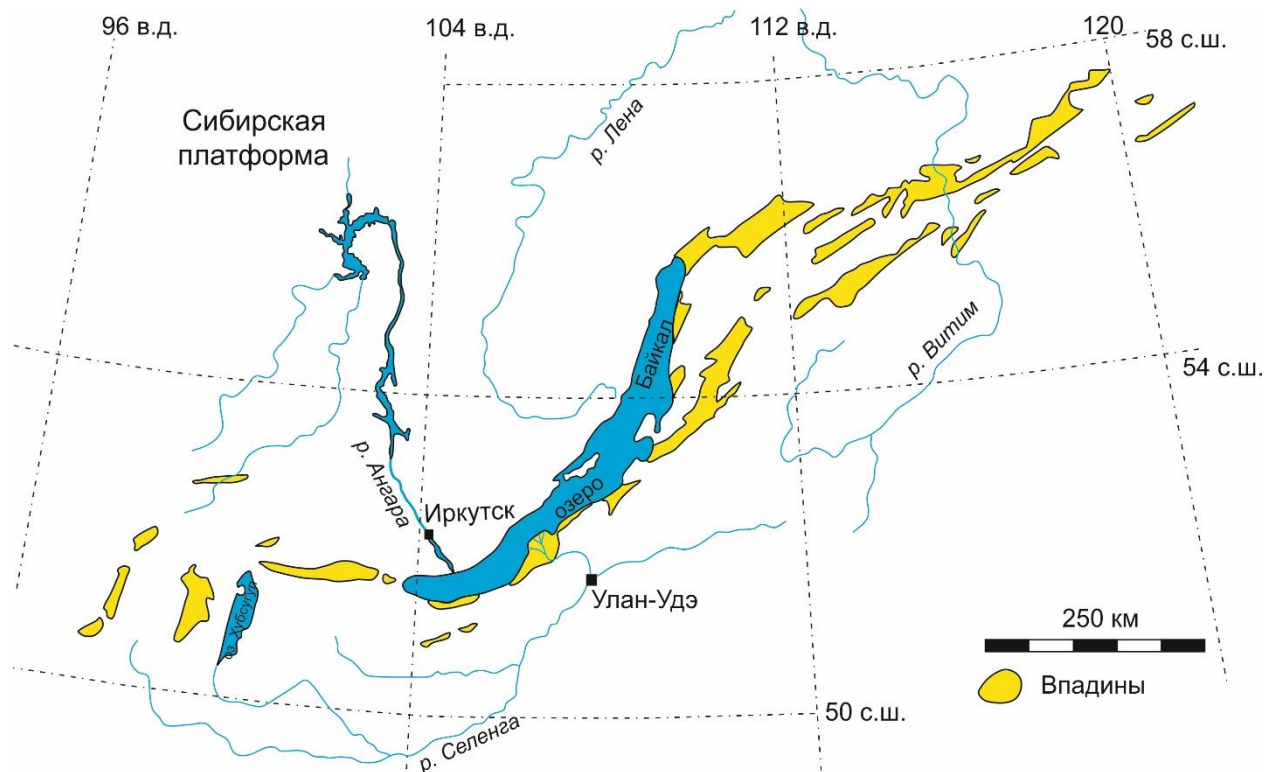 96 в.д.
104 в.д.
112 в.д.
120
58 с.ш.
Сибирская
платформа
р. Лена
р. Витим
54 с.ш.
Байкал
озеро
р. Ангара
Иркутск
Улан-Удэ
оз. Хубсугул
250 км
Впадины
50 с.ш.
р. Селенга